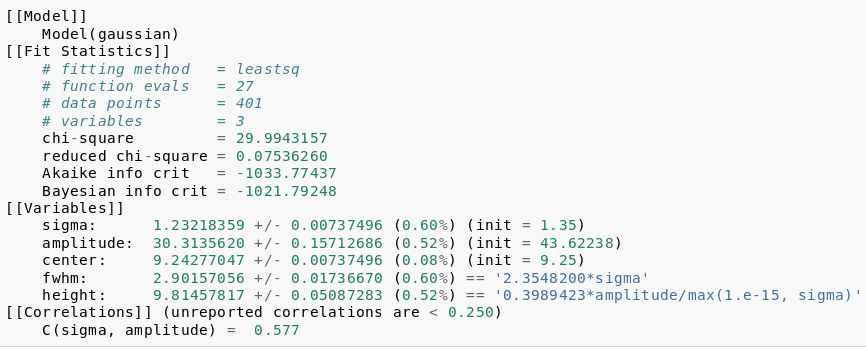 [[Model]]
    Model(gaussian)
[[Fit Statistics]]
    # fitting method   = leastsq
    # function evals   = 27
    # data points      = 401
    # variables        = 3
    chi-square         = 29.9943157
    reduced chi-square = 0.07536260
    Akaike info crit   = -1033.77437
    Bayesian info crit = -1021.79248
[[Variables]]
    sigma:      1.23218359 +/- 0.00737496 (0.60%) (init = 1.35)
    amplitude:  30.3135620 +/- 0.15712686 (0.52%) (init = 43.62238)
    center:     9.24277047 +/- 0.00737496 (0.08%) (init = 9.25)
    fwhm:       2.90157056 +/- 0.01736670 (0.60%) == '2.3548200*sigma'
    height:     9.81457817 +/- 0.05087283 (0.52%) == '0.3989423*amplitude/max(1.e-15, sigma)'
[[Correlations]] (unreported correlations are < 0.250)
    C(sigma, amplitude) =  0.577